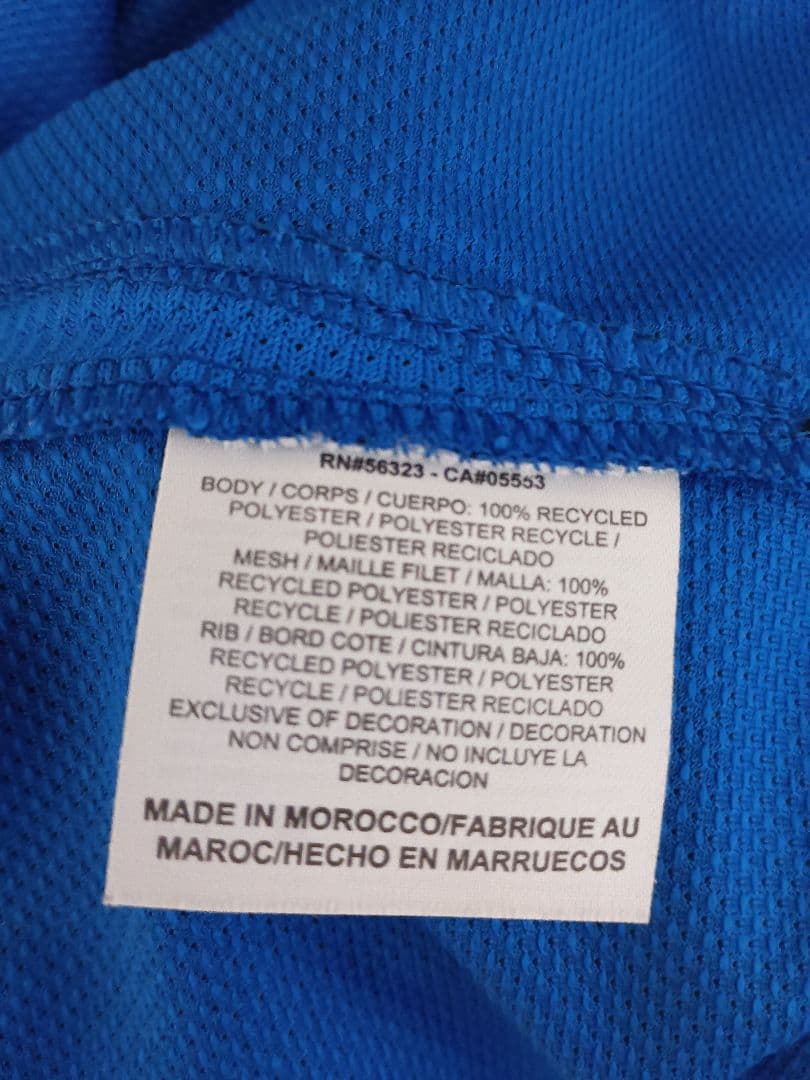 RN#56323 - CA#05553
BODY / CORPS / CUERPO: 100% RECYCLED
POLYESTER / POLYESTER RECYCLE /
POLIESTER RECICLADO
MESH / MAILLE FILET / MALLA: 100%
RECYCLED POLYESTER / POLYESTER
RECYCLE / POLIESTER RECICLADO
RIB / BORD COTE / CINTURA BAJA: 100%
RECYCLED POLYESTER / POLYESTER
RECYCLE / POLIESTER RECICLADO
EXCLUSIVE OF DECORATION / DECORATION
NON COMPRISE / NO INCLUYE LA
DECORACION
MADE IN MOROCCO/FABRIQUE AU
MAROC/HECHO EN MARRUECOS